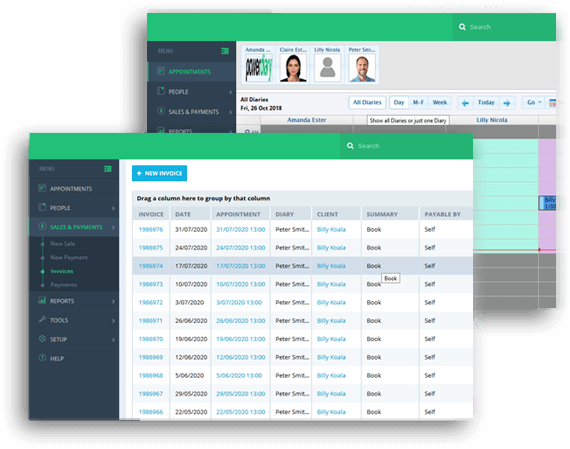 Search
MENU
Amanda ... Claire Est... Lilly Nicola Peter Smi...
powerdiary
APPOINTMENTS
PEOPLE
SALES & PAYMENTS
REPORTS
All Diaries
Fri, 26 Oct 2018
All Diaries Day M-F Week Today Go
Amanda Ester Lilly Nicola
Show all Diaries or just one Diary
Billy
1:00
Search
MENU
APPOINTMENTS
PEOPLE
SALES & PAYMENTS
New Sale
New Payment
Invoices
Payments
REPORTS
TOOLS
SETUP
HELP
+ NEW INVOICE
Drag a column here to group by that column
INVOICE DATE APPOINTMENT DIARY CLIENT SUMMARY PAYABLE BY
1986976 31/07/2020 31/07/2020 13:00 Peter Smit... Billy Koala Book Self
1986975 24/07/2020 24/07/2020 13:00 Peter Smit... Billy Koala Book Self
1986974 17/07/2020 17/07/2020 13:00 Peter Smit... Billy Koala Book Self
Book
1986973 10/07/2020 10/07/2020 13:00 Peter Smit... Billy Koala Book Self
1986972 3/07/2020 3/07/2020 13:00 Peter Smit... Billy Koala Book Self
1986971 26/06/2020 26/06/2020 13:00 Peter Smit... Billy Koala Book Self
1986970 19/06/2020 19/06/2020 13:00 Peter Smit... Billy Koala Book Self
1986969 12/06/2020 12/06/2020 13:00 Peter Smit... Billy Koala Book Self
1986968 5/06/2020 5/06/2020 13:00 Peter Smit... Billy Koala Book Self
1986967 29/05/2020 29/05/2020 13:00 Peter Smit... Billy Koala Book Self
1986966 22/05/2020 22/05/2020 13:00 Peter Smit... Billy Koala Book Self